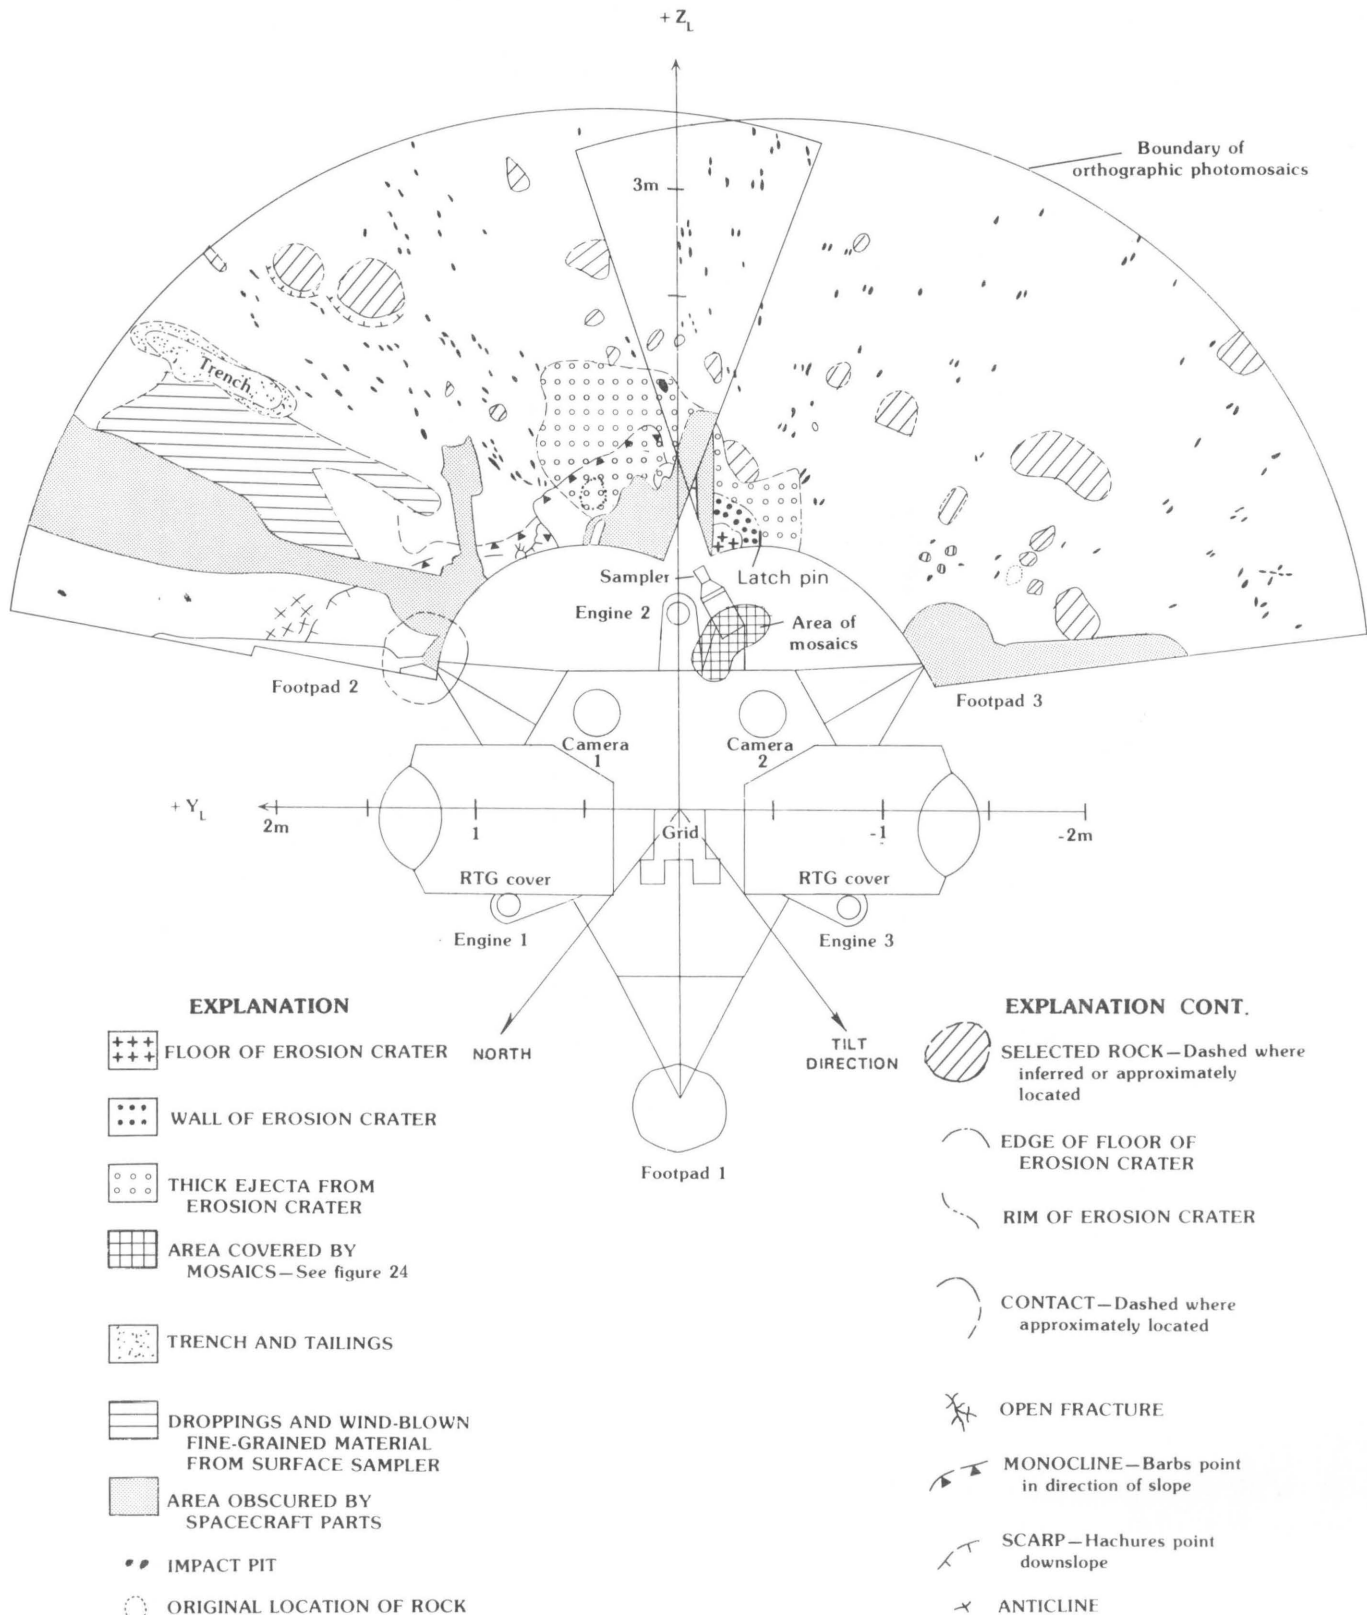 + Z_L
Boundary of
orthographic photomosaics
3m
Trench
Sampler
Latch pin
Engine 2
Area of
mosaics
Footpad 2
Footpad 3
Camera
1
Camera
2
+ Y_L
2m
1
Grid
-1
-2m
RTG cover
RTG cover
Engine 1
Engine 3
NORTH
TILT
DIRECTION
Footpad 1
EXPLANATION
FLOOR OF EROSION CRATER
WALL OF EROSION CRATER
THICK EJECTA FROM
EROSION CRATER
AREA COVERED BY
MOSAICS—See figure 24
TRENCH AND TAILINGS
DROPPINGS AND WIND-BLOWN
FINE-GRAINED MATERIAL
FROM SURFACE SAMPLER
AREA OBSCURED BY
SPACECRAFT PARTS
IMPACT PIT
ORIGINAL LOCATION OF ROCK
EXPLANATION CONT.
SELECTED ROCK—Dashed where
inferred or approximately
located
EDGE OF FLOOR OF
EROSION CRATER
RIM OF EROSION CRATER
CONTACT—Dashed where
approximately located
OPEN FRACTURE
MONOCLINE—Barbs point
in direction of slope
SCARP—Hachures point
downslope
ANTICLINE